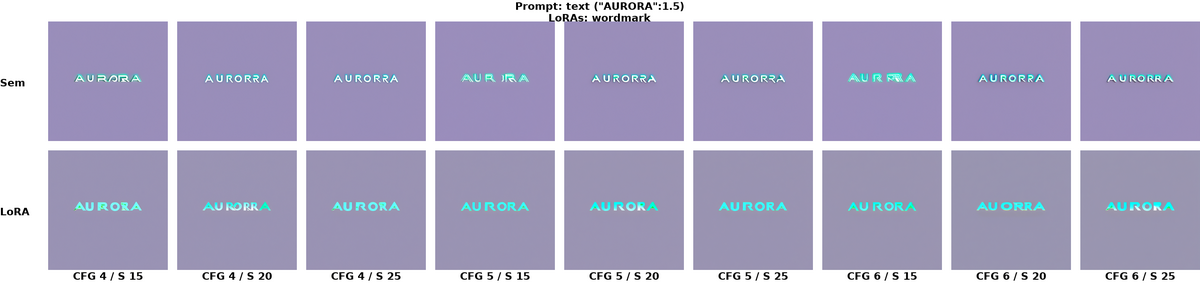 Prompt: text ("AURORA":1.5)
LoRAs: wordmark
Sem
AURORA AURORRA AURORRA AURORRA AURORRA AURORRA AURORRA
LoRA
AURORA AURORRA AURORA AURORA AURORA AURORA AURORA AUORRA AURORA
CFG 4 / S 15 CFG 4 / S 20 CFG 4 / S 25 CFG 5 / S 15 CFG 5 / S 20 CFG 5 / S 25 CFG 6 / S 15 CFG 6 / S 20 CFG 6 / S 25